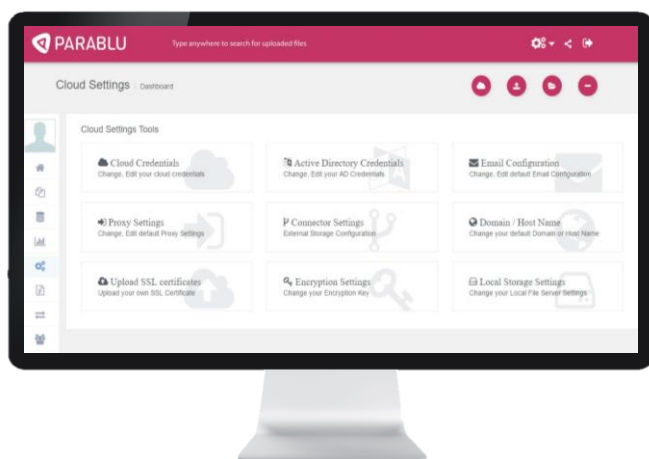 PARABLU
Type anywhere to search for uploaded files
Cloud Settings | Dashboard
Cloud Settings Tools
Cloud Credentials
Change, Edit your cloud credentials
Active Directory Credentials
Change, Edit your AD Credentials
Email Configuration
Change, Edit default Email Configuration
Proxy Settings
Change, Edit default Proxy Settings
Connector Settings
External Storage Configuration
Domain / Host Name
Change your default Domain or Host Name
Upload SSL certificates
Upload your own SSL Certificate
Encryption Settings
Change your Encryption Key
Local Storage Settings
Change your Local File Server Settings